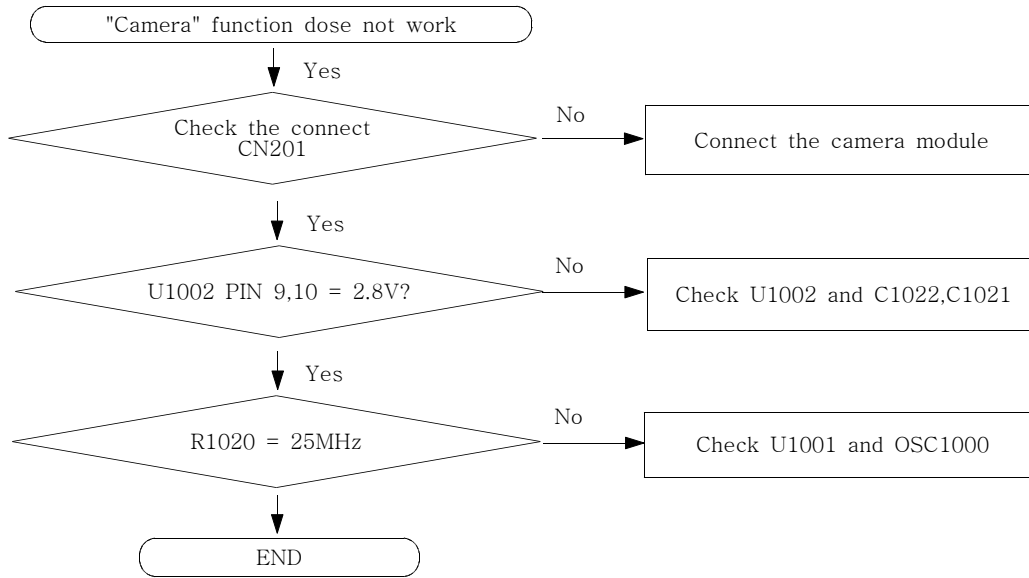 "Camera" function dose not work
Yes
Check the connect
CN201
No
Connect the camera module
Yes
U1002 PIN 9,10 = 2.8V?
No
Check U1002 and C1022,C1021
Yes
R1020 = 25MHz
No
Check U1001 and OSC1000
END